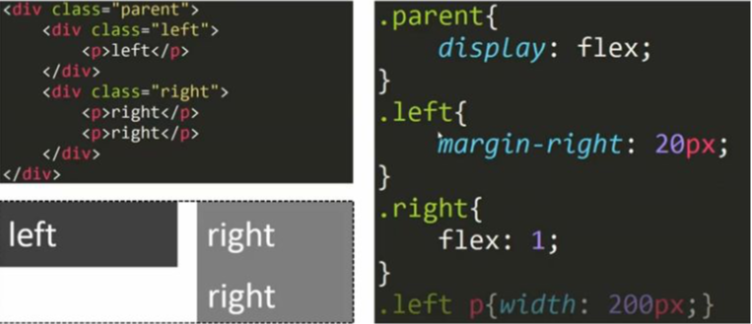 <div class="parent">
    <div class="left">
        <p>left</p>
    </div>
    <div class="right">
        <p>right</p>
        <p>right</p>
    </div>
</div>
left
right
right
.parent{
    display: flex;
}
.left{
    margin-right: 20px;
}
.right{
    flex: 1;
}
.left p{width: 200px;}